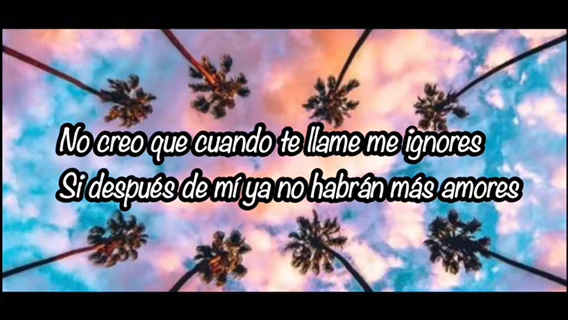 No creo que cuando te llame me ignores
Si después de mí ya no habrán más amores